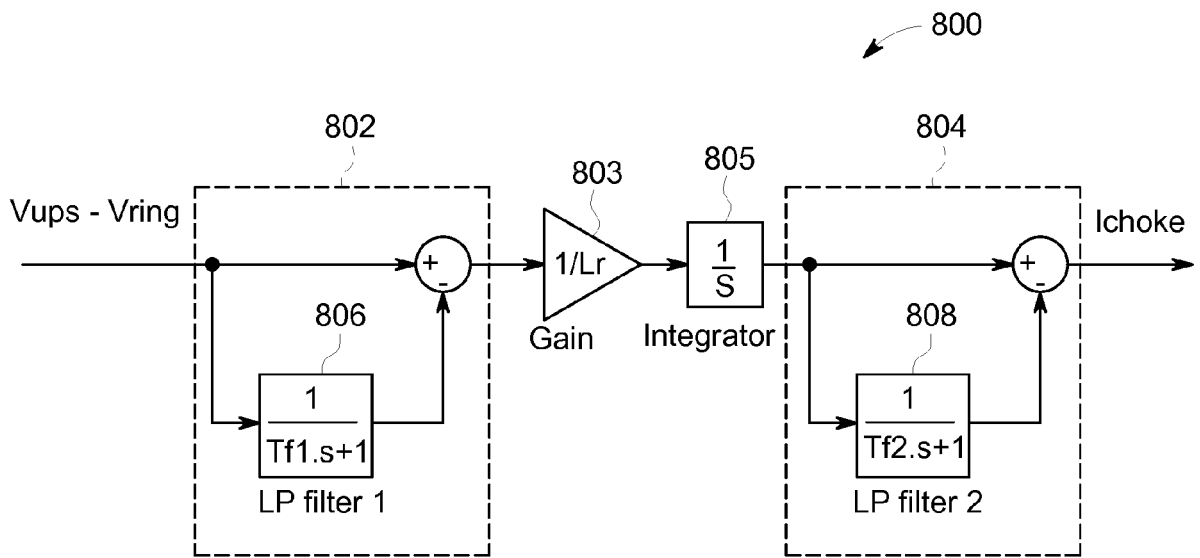 800
802
804
803
805
Vups - Vring
Ichoke
+
-
1/Lr
1
S
+
-
Gain
Integrator
806
808
1
Tf1.s+1
1
Tf2.s+1
LP filter 1
LP filter 2